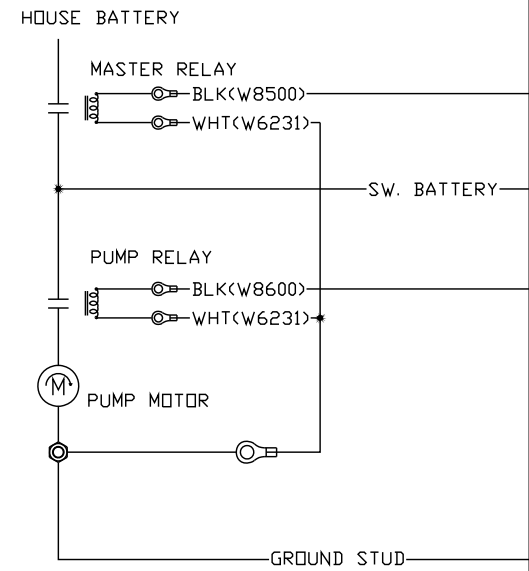 HOUSE BATTERY
MASTER RELAY
BLK(W8500)
WHT(W6231)
SW. BATTERY
PUMP RELAY
BLK(W8600)
WHT(W6231)
M
PUMP MOTOR
GROUND STUD